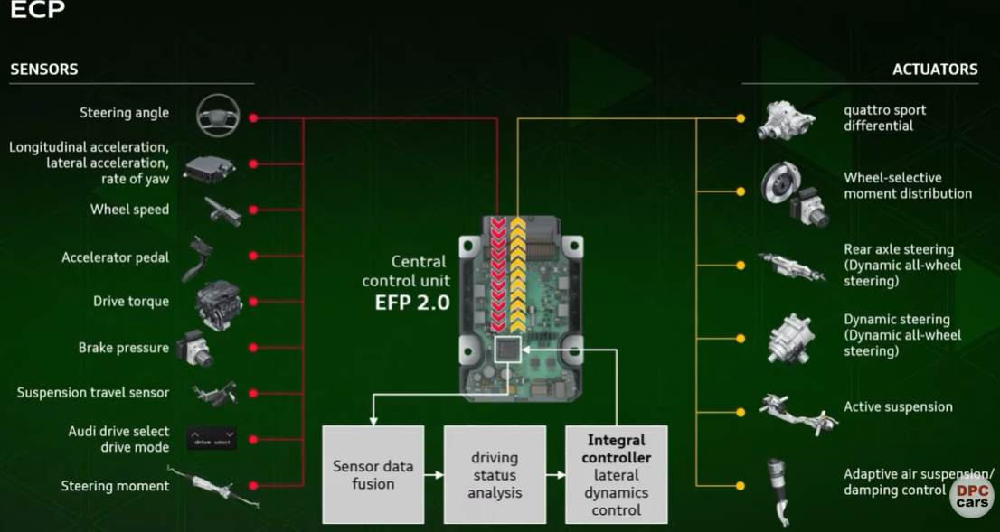 ECP
SENSORS
Steering angle
Longitudinal acceleration,
lateral acceleration,
rate of yaw
Wheel speed
Accelerator pedal
Drive torque
Brake pressure
Suspension travel sensor
Audi drive select
drive mode
drive select
Steering moment
Central
control unit
EFP 2.0
Sensor data
fusion
driving
status
analysis
Integral
controller
lateral
dynamics
control
ACTUATORS
quattro sport
differential
Wheel-selective
moment distribution
Rear axle steering
(Dynamic all-wheel
steering)
Dynamic steering
(Dynamic all-wheel
steering)
Active suspension
Adaptive air suspension/
damping control
DPC
cars